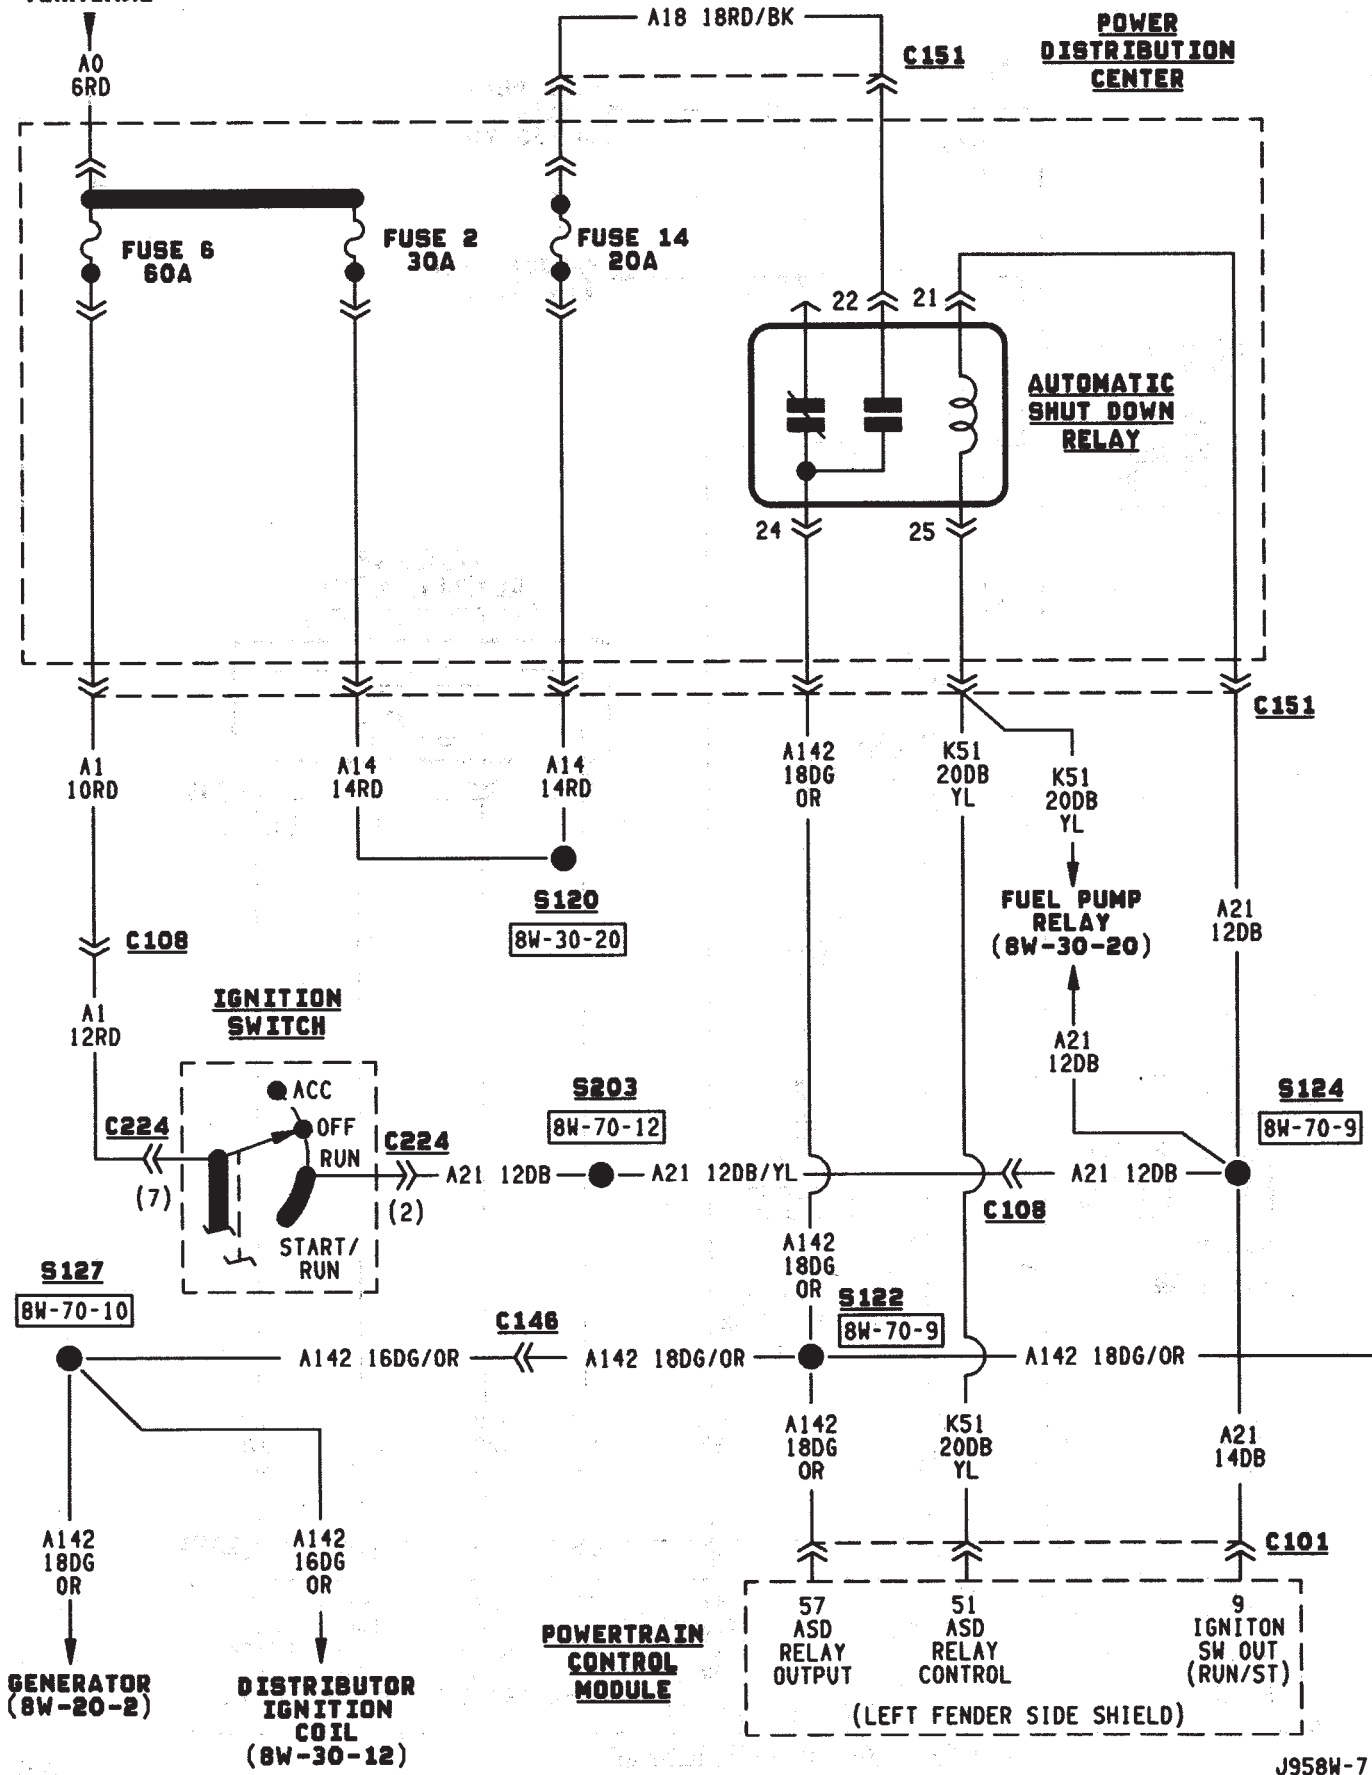 A18 18RD/BK
POWER
DISTRIBUTION
CENTER
C151
A0
6RD
FUSE 6
60A
FUSE 2
30A
FUSE 14
20A
22
21
AUTOMATIC
SHUT DOWN
RELAY
24
25
C151
A1
10RD
A14
14RD
A14
14RD
A142
18DG
OR
K51
20DB
YL
K51
20DB
YL
S120
8W-30-20
FUEL PUMP
RELAY
(8W-30-20)
A21
12DB
C108
A1
12RD
IGNITION
SWITCH
A21
12DB
ACC
OFF
RUN
START/
RUN
C224
(7)
C224
(2)
A21 12DB
S203
8W-70-12
A21 12DB/YL
C108
A21 12DB
S124
8W-70-9
A142
18DG
OR
S127
8W-70-10
A142 16DG/OR
C146
A142 18DG/OR
S122
8W-70-9
A142 18DG/OR
A142
18DG
OR
K51
20DB
YL
A21
14DB
A142
18DG
OR
A142
16DG
OR
C101
GENERATOR
(8W-20-2)
DISTRIBUTOR
IGNITION
COIL
(8W-30-12)
POWERTRAIN
CONTROL
MODULE
57
ASD
RELAY
OUTPUT
51
ASD
RELAY
CONTROL
9
IGNITON
SW OUT
(RUN/ST)
(LEFT FENDER SIDE SHIELD)
J958W-7